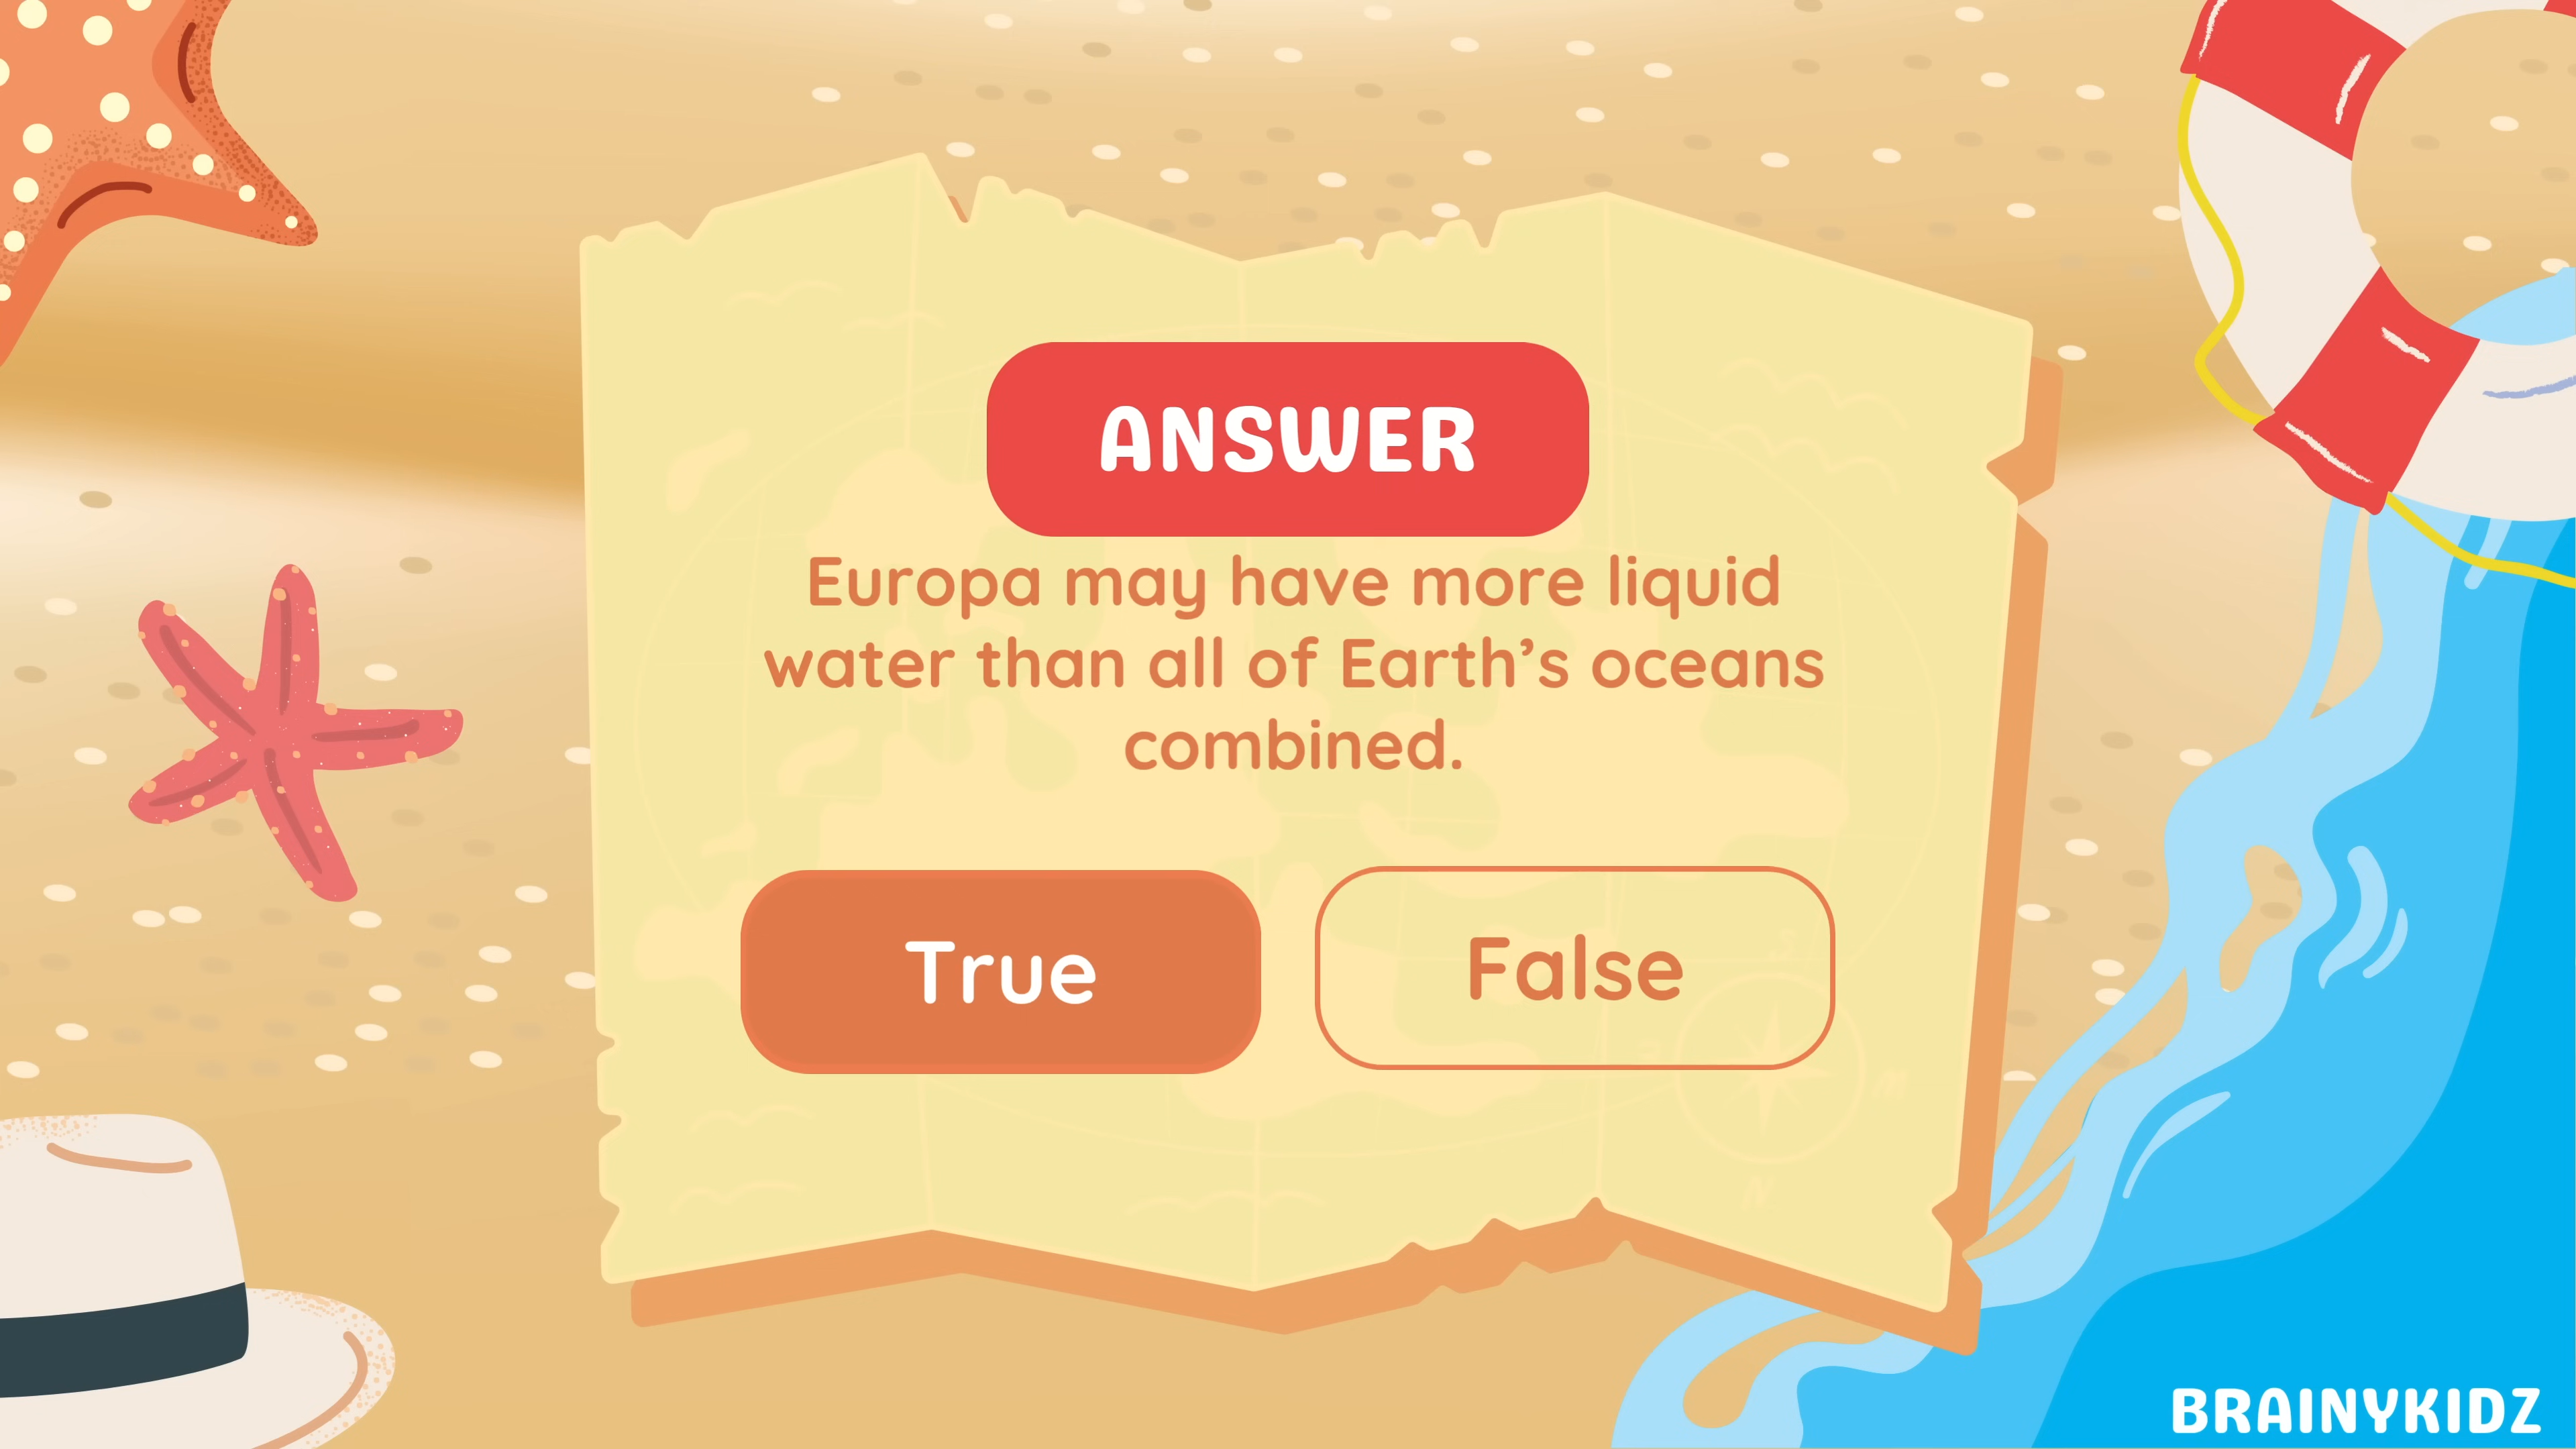 ANSWER
Europa may have more liquid
water than all of Earth’s oceans
combined.
True
False
BRAINYKIDZ